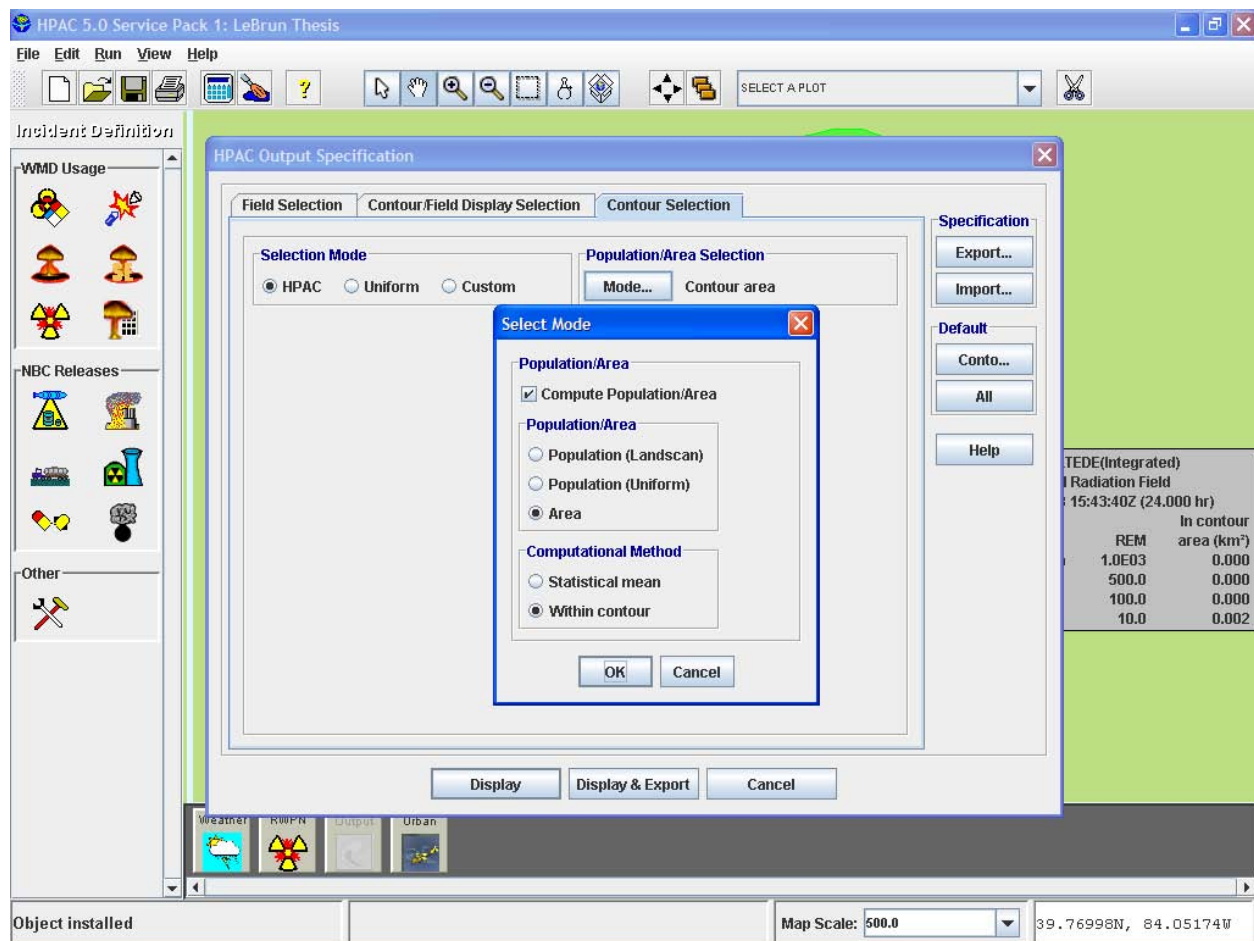 HPAC 5.0 Service Pack 1: LeBrun Thesis
File Edit Run View Help
SELECT A PLOT
Incident Definition
WMD Usage
NBC Releases
Other
HPAC Output Specification
Field Selection
Contour/Field Display Selection
Contour Selection
Selection Mode
HPAC
Uniform
Custom
Population/Area Selection
Mode...
Contour area
Specification
Export...
Import...
Default
Conto...
All
Help
Select Mode
Population/Area
Compute Population/Area
Population/Area
Population (Landscan)
Population (Uniform)
Area
Computational Method
Statistical mean
Within contour
OK
Cancel
Display
Display & Export
Cancel
TEDE(Integrated)
Radiation Field
15:43:40Z (24.000 hr)
In contour
REM area (km²)
1.0E03 0.000
500.0 0.000
100.0 0.000
10.0 0.002
Weather
RWPN
Output
Urban
Object installed
Map Scale: 500.0
39.76998N, 84.05174W